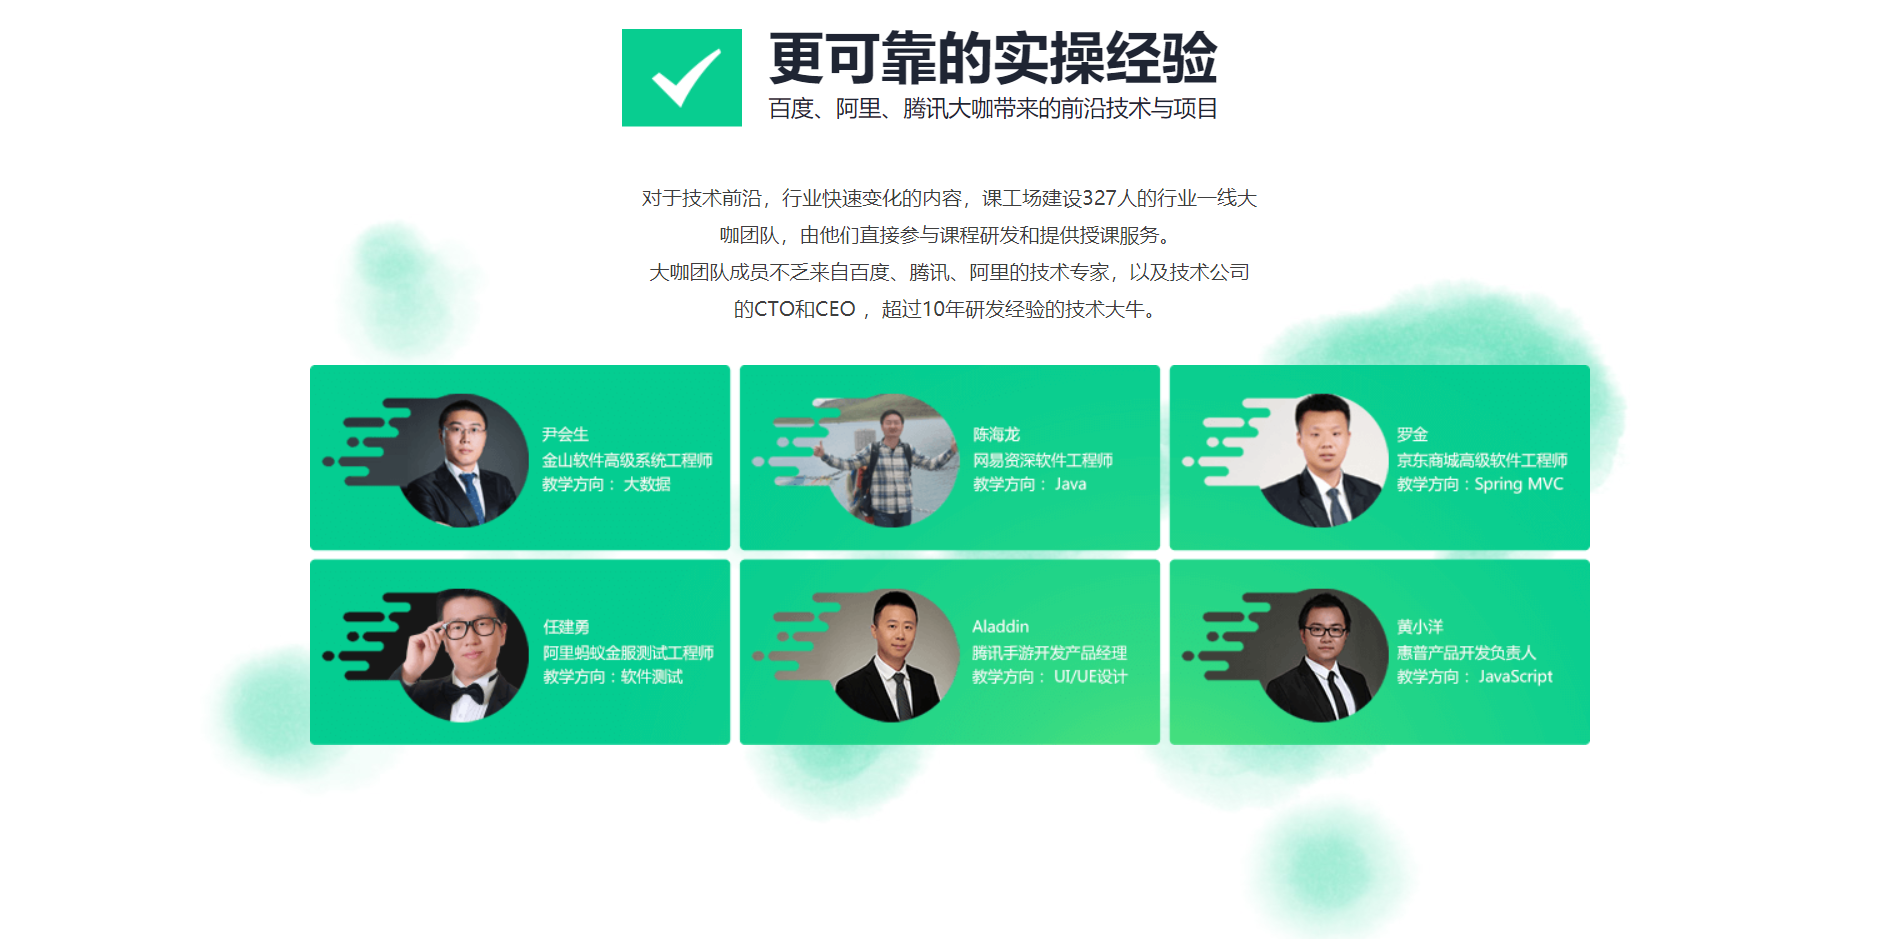 更可靠的实操经验
百度、阿里、腾讯大咖带来的前沿技术与项目
对于技术前沿，行业快速变化的内容，课工场建设327人的行业一线大
咖团队，由他们直接参与课程研发和提供授课服务。
大咖团队成员不乏来自百度、腾讯、阿里的技术专家，以及技术公司
的CTO和CEO ，超过10年研发经验的技术大牛。
尹会生
金山软件高级系统工程师
教学方向： 大数据
陈海龙
网易资深软件工程师
教学方向： Java
罗金
京东商城高级软件工程师
教学方向：Spring MVC
任建勇
阿里蚂蚁金服测试工程师
教学方向：软件测试
Aladdin
腾讯手游开发产品经理
教学方向： UI/UE设计
黄小洋
惠普产品开发负责人
教学方向： JavaScript